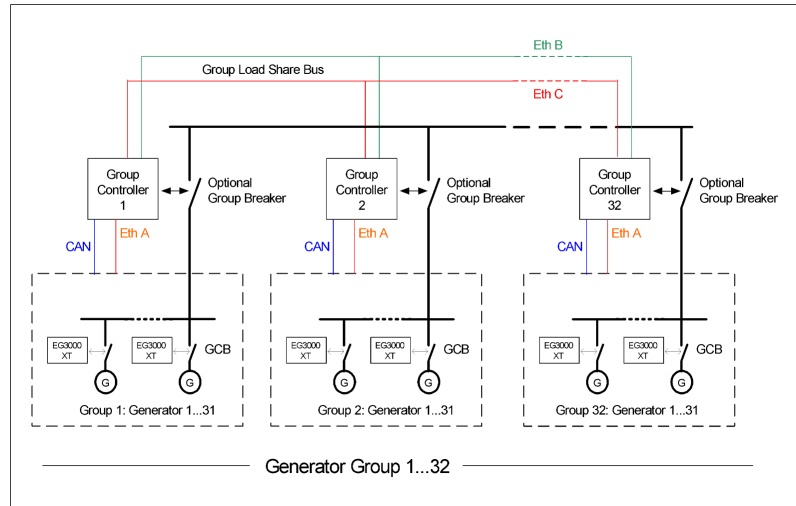 Eth B
Group Load Share Bus
Eth C
Group
Controller
1
Optional
Group Breaker
Group
Controller
2
Optional
Group Breaker
Group
Controller
32
Optional
Group Breaker
CAN
Eth A
CAN
Eth A
CAN
Eth A
EG3000
XT
EG3000
XT
GCB
G
G
Group 1: Generator 1...31
EG3000
XT
EG3000
XT
GCB
G
G
Group 2: Generator 1...31
EG3000
XT
EG3000
XT
GCB
G
G
Group 32: Generator 1...31
Generator Group 1...32